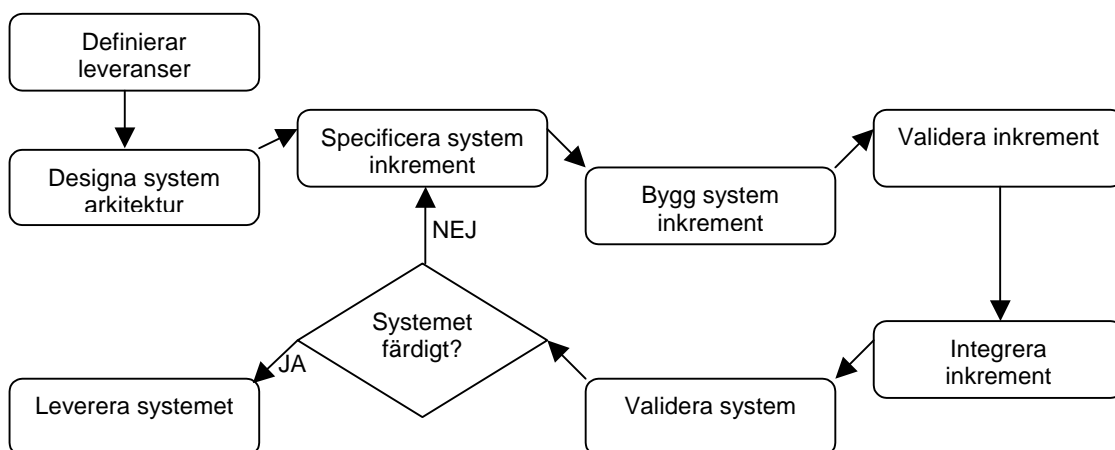 Definierar
leveranser
Designa system
arkitektur
Specificera system
inkrement
Bygg system
inkrement
Validera inkrement
Integrera
inkrement
Validera system
Systemet
färdigt?
NEJ
JA
Leverera systemet